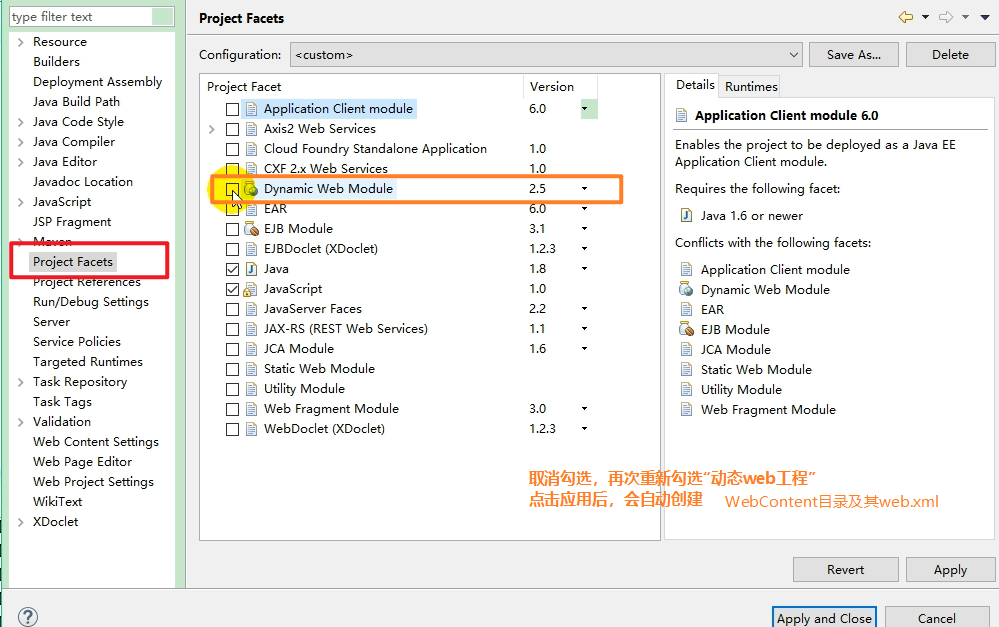 type filter text
Resource
Builders
Deployment Assembly
Java Build Path
Java Code Style
Java Compiler
Java Editor
Javadoc Location
JavaScript
JSP Fragment
Maven
Project Facets
Project References
Run/Debug Settings
Server
Service Policies
Targeted Runtimes
Task Repository
Task Tags
Validation
Web Content Settings
Web Page Editor
Web Project Settings
WikiText
XDoclet
Project Facets
Configuration: <custom> Save As... Delete
Project Facet Version
Application Client module 6.0
Axis2 Web Services
Cloud Foundry Standalone Application 1.0
CXF 2.x Web Services 1.0
Dynamic Web Module 2.5
EAR 6.0
EJB Module 3.1
EJBDoclet (XDoclet) 1.2.3
Java 1.8
JavaScript 1.0
JavaServer Faces 2.2
JAX-RS (REST Web Services) 1.1
JCA Module 1.6
Static Web Module
Utility Module
Web Fragment Module 3.0
WebDoclet (XDoclet) 1.2.3
取消勾选，再次重新勾选“动态web工程”
点击应用后，会自动创建 WebContent目录及其web.xml
Details Runtimes
Application Client module 6.0
Enables the project to be deployed as a Java EE
Application Client module.
Requires the following facet:
Java 1.6 or newer
Conflicts with the following facets:
Application Client module
Dynamic Web Module
EAR
EJB Module
JCA Module
Static Web Module
Utility Module
Web Fragment Module
Revert Apply
Apply and Close Cancel